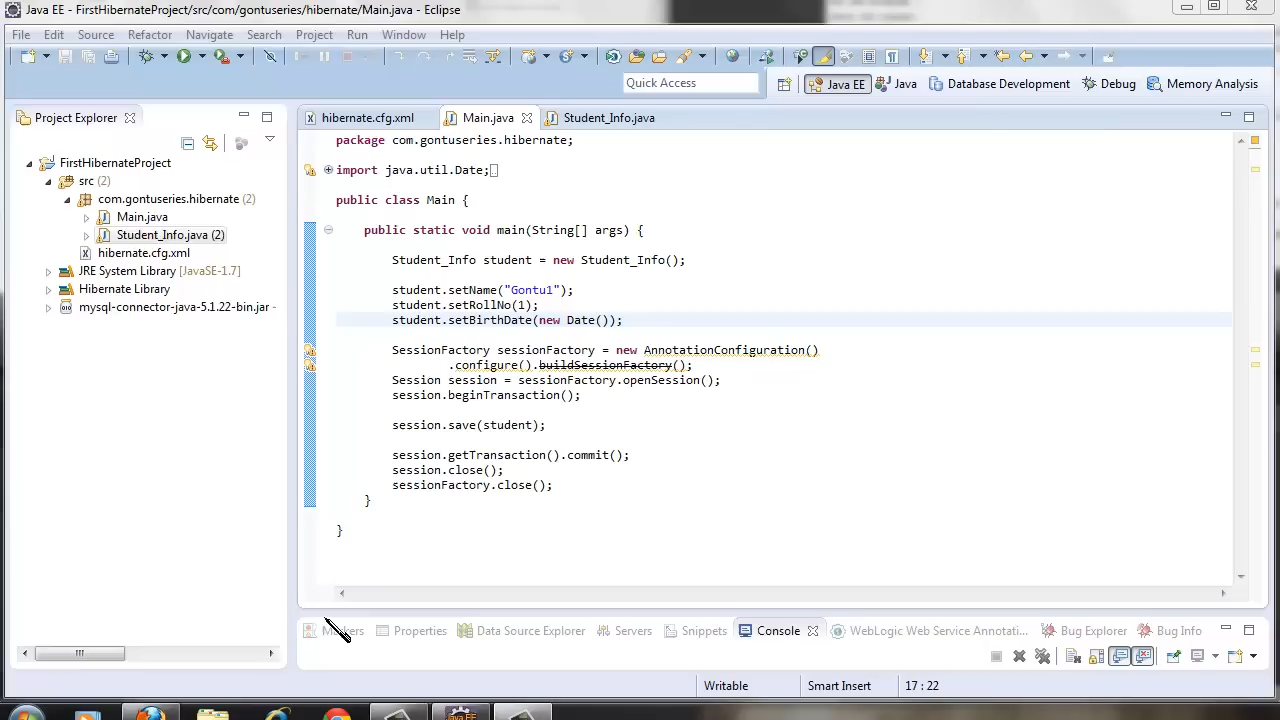 Java EE - FirstHibernateProject/src/com/gontuseries/hibernate/Main.java - Eclipse
File Edit Source Refactor Navigate Search Project Run Window Help
Quick Access
Java EE Java Database Development Debug Memory Analysis
Project Explorer
FirstHibernateProject
src (2)
com.gontuseries.hibernate (2)
Main.java
Student_Info.java (2)
hibernate.cfg.xml
JRE System Library [JavaSE-1.7]
Hibernate Library
mysql-connector-java-5.1.22-bin.jar -
hibernate.cfg.xml Main.java Student_Info.java
package com.gontuseries.hibernate;
import java.util.Date;
public class Main {
public static void main(String[] args) {
Student_Info student = new Student_Info();
student.setName("Gontu1");
student.setRollNo(1);
student.setBirthDate(new Date());
SessionFactory sessionFactory = new AnnotationConfiguration()
.configure().buildSessionFactory();
Session session = sessionFactory.openSession();
session.beginTransaction();
session.save(student);
session.getTransaction().commit();
session.close();
sessionFactory.close();
}
}
Markers Properties Data Source Explorer Servers Snippets Console WebLogic Web Service Annotati... Bug Explorer Bug Info
Writable Smart Insert 17 : 22